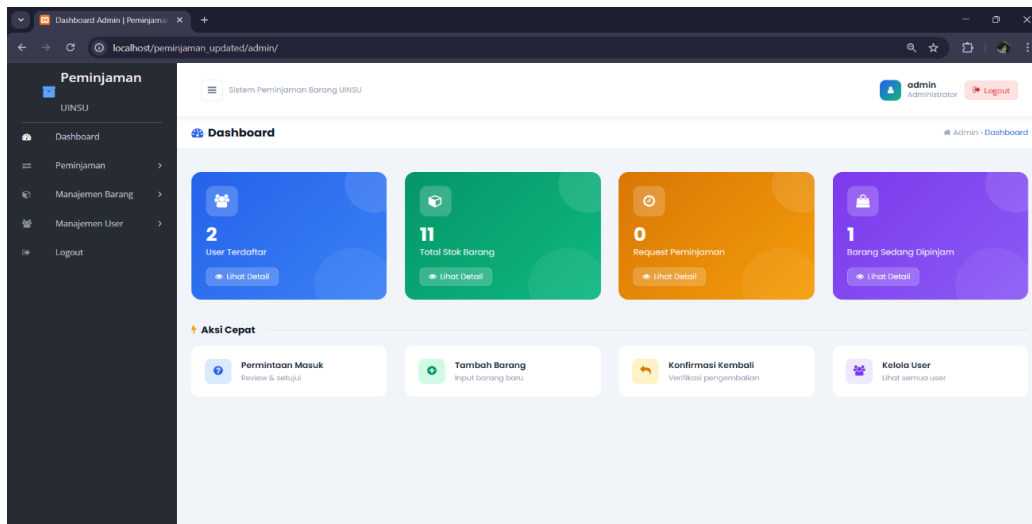 Dashboard Admin | Peminjama
localhost/peminjaman_updated/admin/
Peminjaman
UINSU
Dashboard
Peminjaman
Manajemen Barang
Manajemen User
Logout
Sistem Peminjaman Barang UINSU
admin
Administrator
Logout
Dashboard
Admin › Dashboard
2
User Terdaftar
Lihat Detail
11
Total Stok Barang
Lihat Detail
0
Request Peminjaman
Lihat Detail
1
Barang Sedang Dipinjam
Lihat Detail
Aksi Cepat
Permintaan Masuk
Review & setujui
Tambah Barang
Input barang baru
Konfirmasi Kembali
Verifikasi pengembalian
Kelola User
Lihat semua user